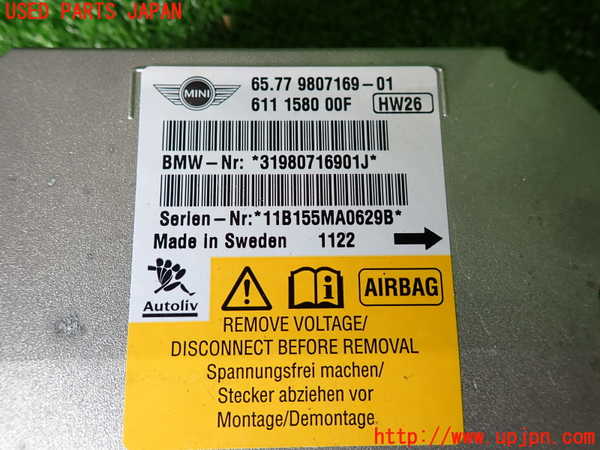 USED PARTS JAPAN
MINI
65.77 9807169-01
611 1580 00F HW26
BMW-Nr: *31980716901J*
Serien-Nr:*11B155MA0629B*
Made in Sweden 1122
Autoliv
AIRBAG
REMOVE VOLTAGE/
DISCONNECT BEFORE REMOVAL
Spannungsfrei machen/
Stecker abziehen vor
Montage/Demontage
http://www.upjpn.com/